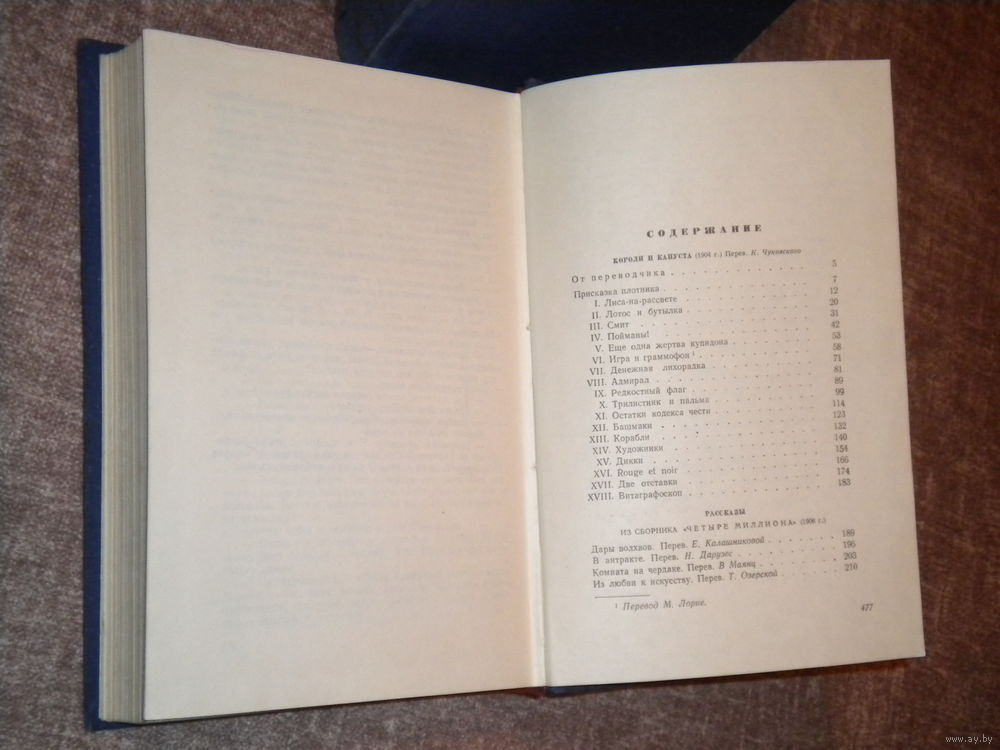 СОДЕРЖАНИЕ
КОРОЛИ И КАПУСТА (1904 г.) Перев. К. Чуковского
От переводчика . . . . . . . . . . . . 5
Присказка плотника . . . . . . . . . . . . 7
I. Лиса-на-рассвете . . . . . . . . . . . . 12
II. Лотос и бутылка . . . . . . . . . . . . 20
III. Смит . . . . . . . . . . . . 31
IV. Пойманы! . . . . . . . . . . . . 42
V. Еще одна жертва купидона . . . . . . . . . . . . 53
VI. Игра и граммофон ¹ . . . . . . . . . . . . 58
VII. Денежная лихорадка . . . . . . . . . . . . 71
VIII. Адмирал . . . . . . . . . . . . 81
IX. Редкостный флаг . . . . . . . . . . . . 89
X. Трилистник и пальма . . . . . . . . . . . . 99
XI. Остатки кодекса чести . . . . . . . . . . . . 114
XII. Башмаки . . . . . . . . . . . . 123
XIII. Корабли . . . . . . . . . . . . 132
XIV. Художники . . . . . . . . . . . . 140
XV. Дикки . . . . . . . . . . . . 154
XVI. Rouge et noir . . . . . . . . . . . . 166
XVII. Две отставки . . . . . . . . . . . . 174
XVIII. Витаграфоскоп . . . . . . . . . . . . 183
РАССКАЗЫ
ИЗ СБОРНИКА «ЧЕТЫРЕ МИЛЛИОНА» (1906 г.)
Дары волхвов. Перев. Е. Калашниковой . . . . 189
В антракте. Перев. Н. Дарузес . . . . . . 196
Комната на чердаке. Перев. В Маянц . . . . . 203
Из любви к искусству. Перев. Т. Озерской . . . . 210
¹ Перевод М. Лорие.
477
www.ay.by